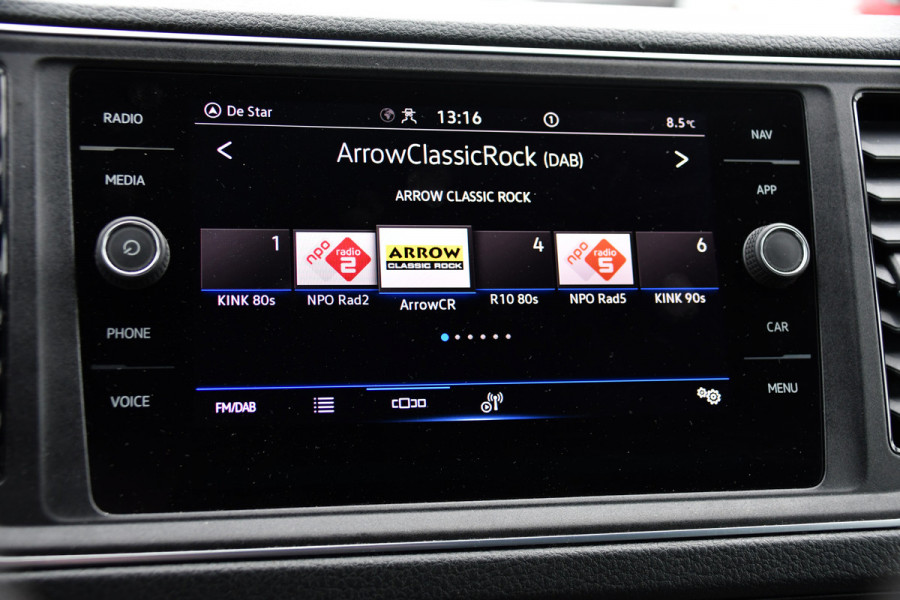 RADIO
MEDIA
PHONE
VOICE
De Star
13:16
1
8.5°C
< ArrowClassicRock (DAB) >
ARROW CLASSIC ROCK
1
npo radio 2
ARROW
CLASSIC ROCK
4
npo radio 5
6
KINK 80s
NPO Rad2
ArrowCR
R10 80s
NPO Rad5
KINK 90s
FM/DAB
NAV
APP
CAR
MENU